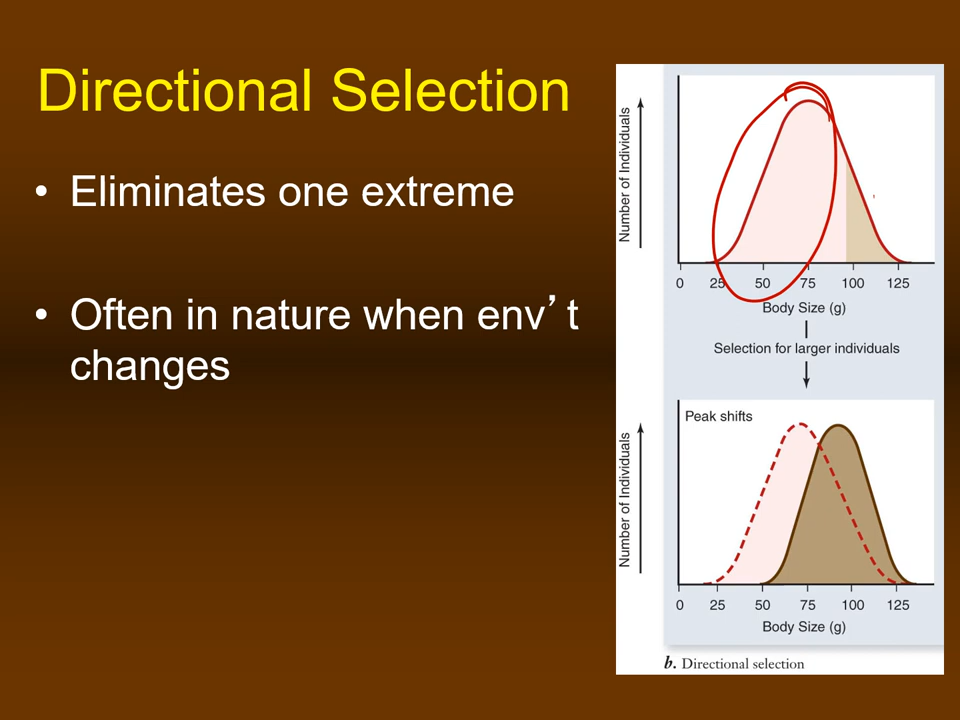 Directional Selection
• Eliminates one extreme
• Often in nature when env’t
changes
Number of Individuals
0 25 50 75 100 125
Body Size (g)
Selection for larger individuals
Peak shifts
Number of Individuals
0 25 50 75 100 125
Body Size (g)
b. Directional selection